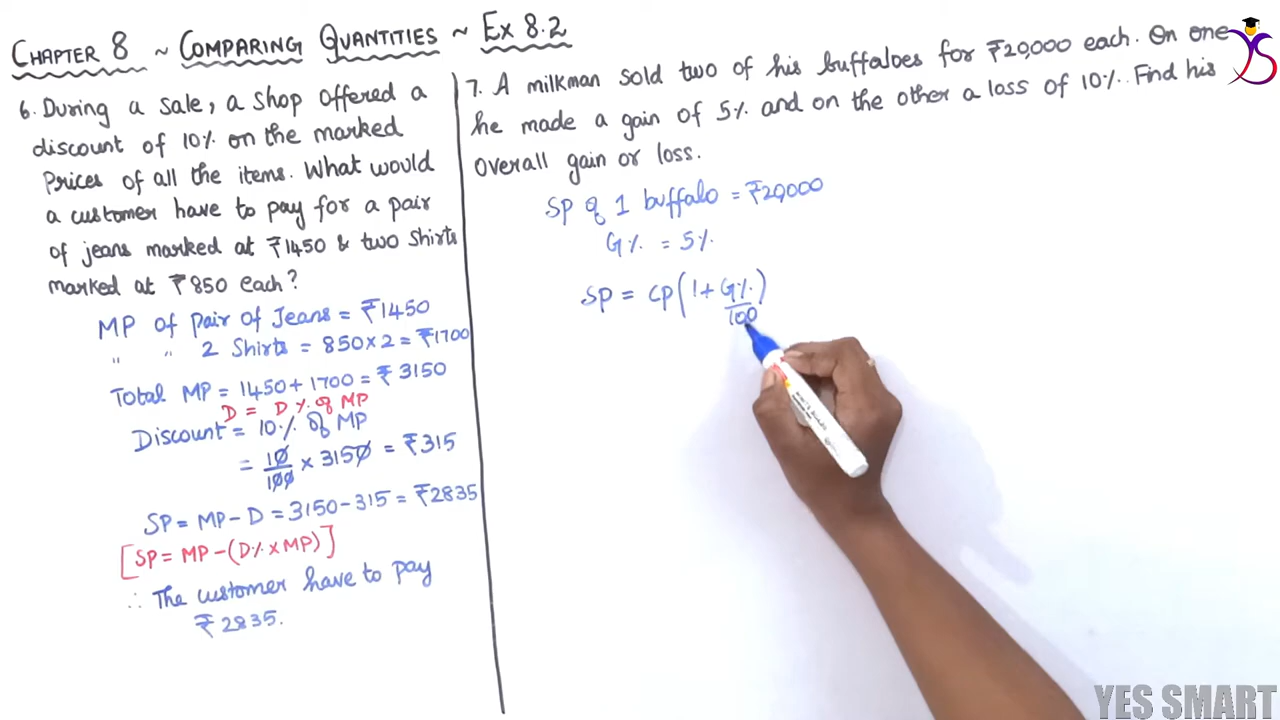 CHAPTER 8 ~ COMPARING QUANTITIES ~ Ex 8.2
6. During a sale, a shop offered a
discount of 10% on the marked
Prices of all the items. What would
a customer have to pay for a pair
of jeans marked at ₹1450 & two shirts
marked at ₹850 each?
MP of Pair of Jeans = ₹1450
" " 2 Shirts = 850×2 = ₹1700
Total MP = 1450+1700 = ₹3150
D = D% of MP
Discount = 10% of MP
= 10/100 × 3150 = ₹315
SP = MP - D = 3150-315 = ₹2835
[SP = MP - (D% × MP)]
∴ The customer have to pay
₹2835.
7. A milkman sold two of his buffaloes for ₹20,000 each. On one
he made a gain of 5% and on the other a loss of 10%. Find his
Overall gain or loss.
SP of 1 buffalo = ₹20,000
G% = 5%
SP = CP(1 + G%/100)
YES SMART